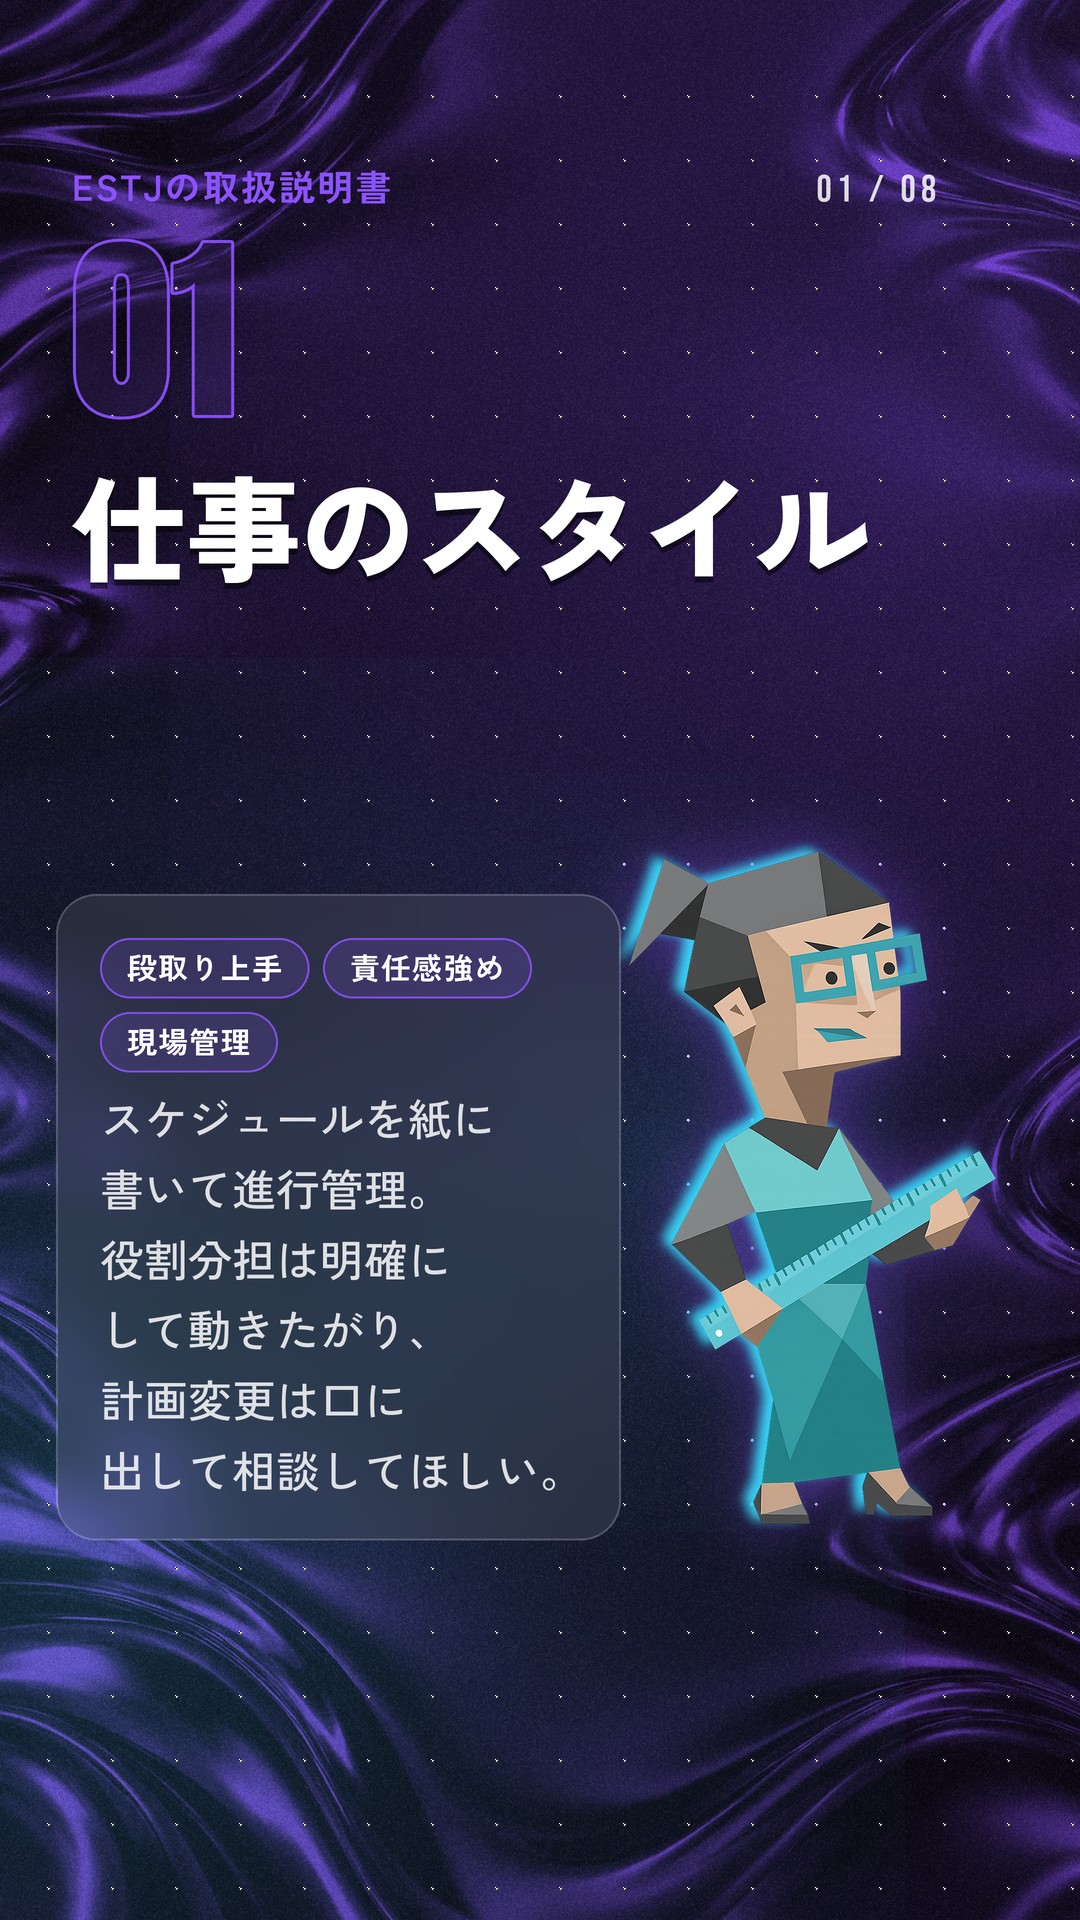 ESTJの取扱説明書
01 / 08
01
仕事のスタイル
段取り上手
責任感強め
現場管理
スケジュールを紙に
書いて進行管理。
役割分担は明確に
して動きたがり、
計画変更は口に
出して相談してほしい。